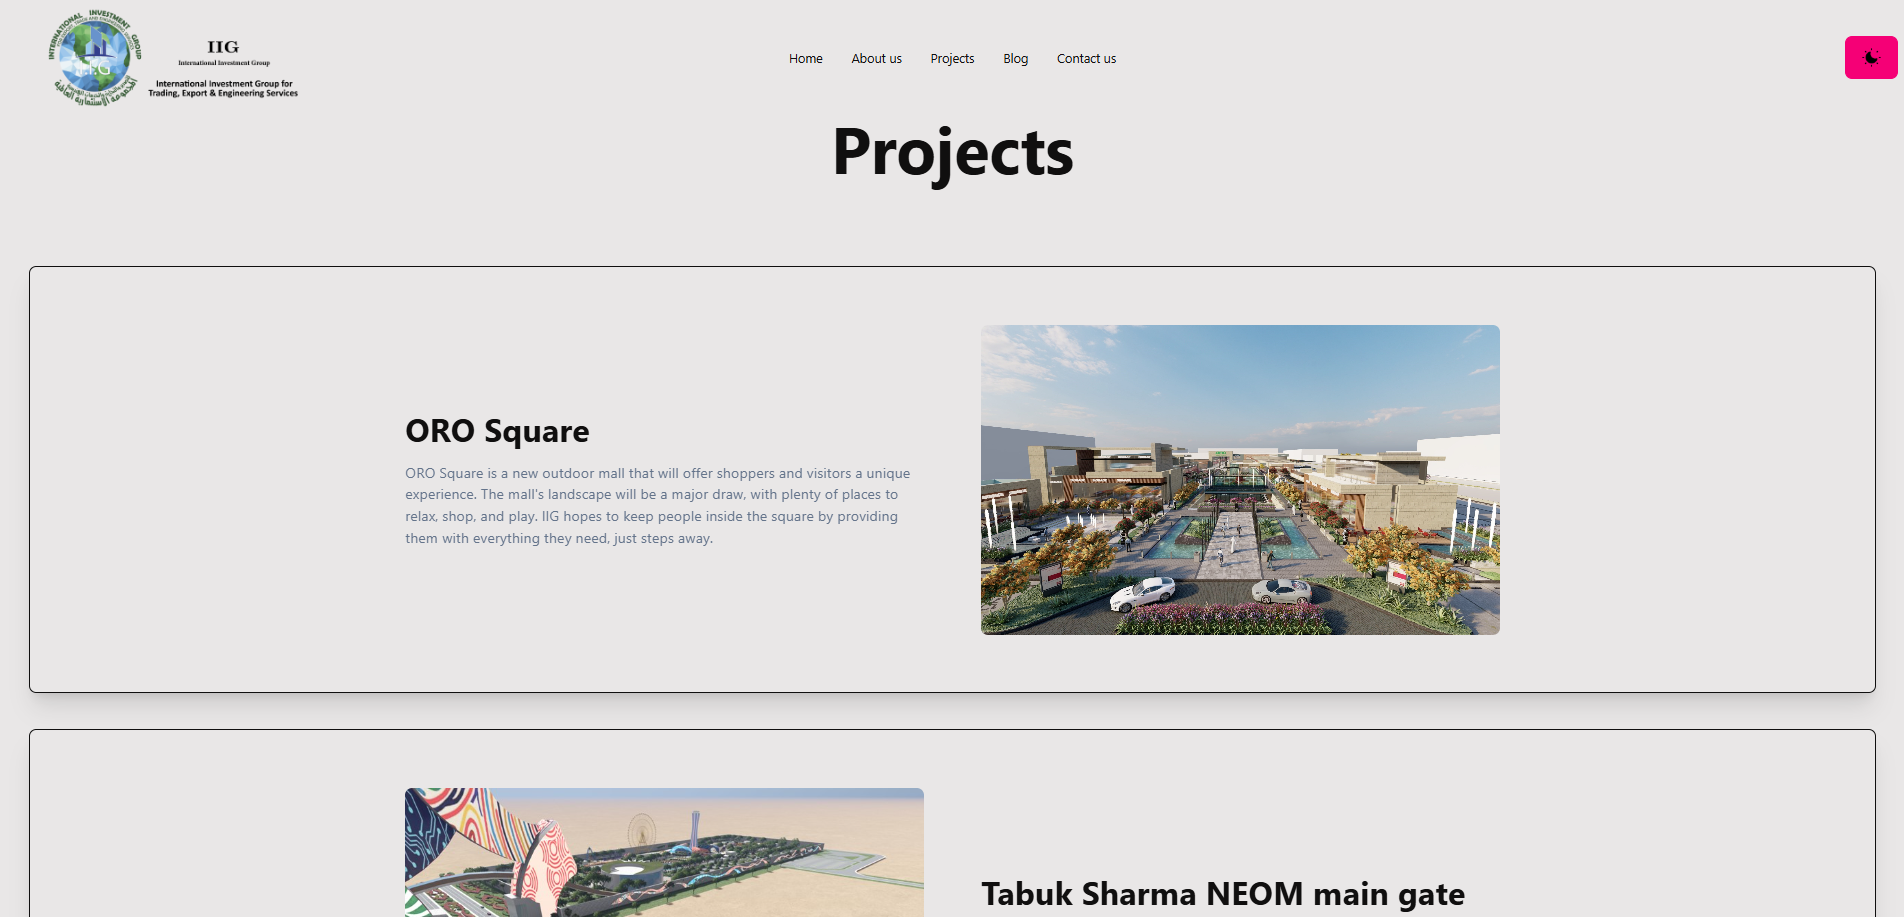 INTERNATIONAL INVESTMENT GROUP
I.I.G
IIG
International Investment Group
International Investment Group for
Trading, Export & Engineering Services
Home
About us
Projects
Blog
Contact us
Projects
ORO Square
ORO Square is a new outdoor mall that will offer shoppers and visitors a unique
experience. The mall's landscape will be a major draw, with plenty of places to
relax, shop, and play. IIG hopes to keep people inside the square by providing
them with everything they need, just steps away.
Tabuk Sharma NEOM main gate